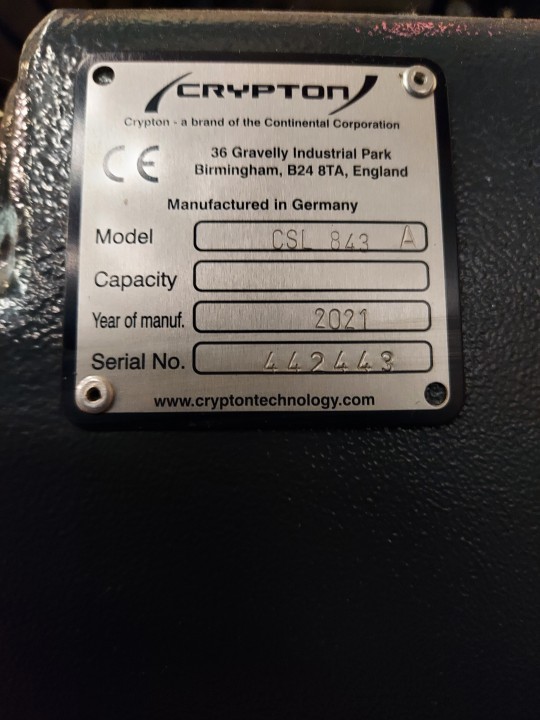 CRYPTON
Crypton - a brand of the Continental Corporation
CE
36 Gravelly Industrial Park
Birmingham, B24 8TA, England
Manufactured in Germany
Model CSL 843 A
Capacity
Year of manuf. 2021
Serial No. 442443
www.cryptontechnology.com